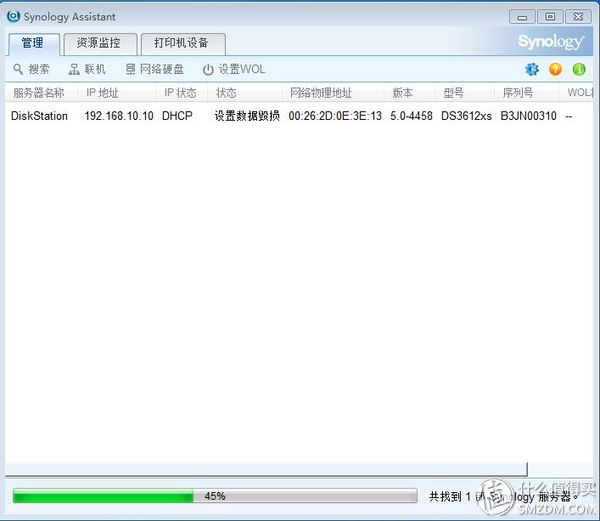 Synology Assistant
管理 资源监控 打印机设备 Synology
搜索 联机 网络硬盘 设置WOL
服务器名称 IP 地址 IP 状态 状态 网络物理地址 版本 型号 序列号 WOL
DiskStation 192.168.10.10 DHCP 设置数据毁损 00:26:2D:0E:3E:13 5.0-4458 DS3612xs B3JN00310 --
45% 共找到 1 Synology 服务器。
值 什么值得买
SMZDM.COM